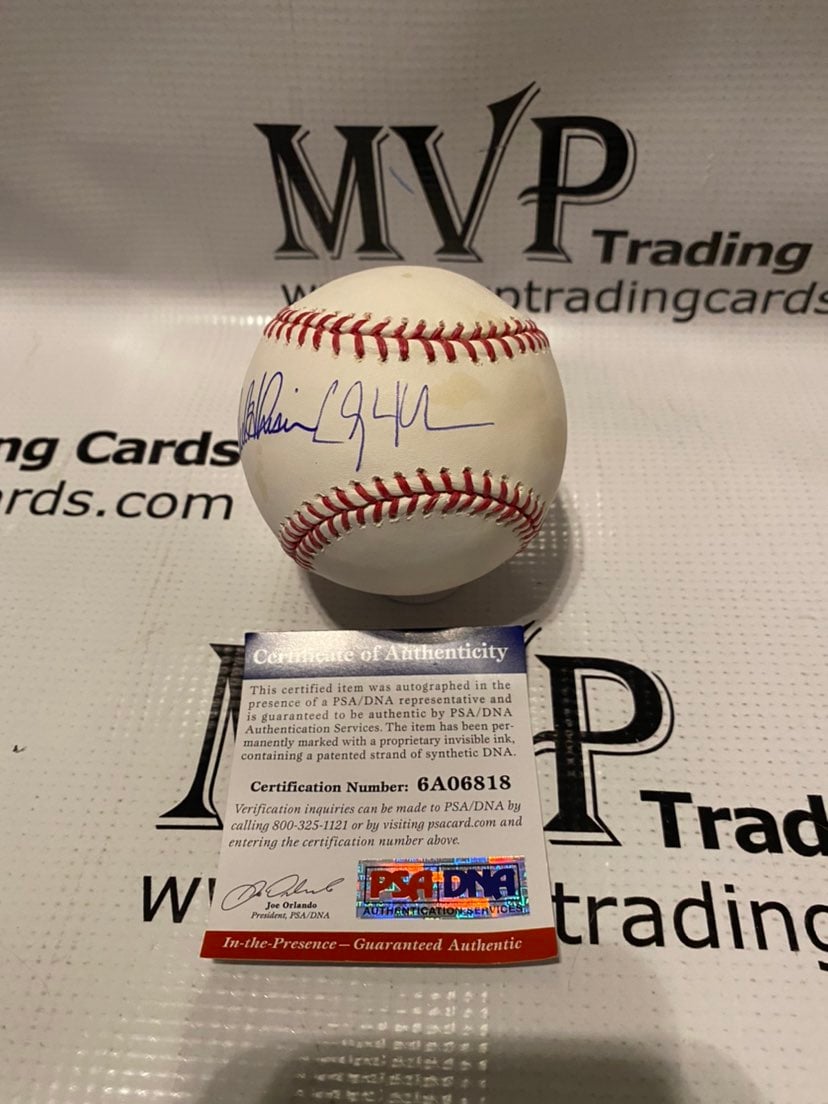 MVP
Trading
ptradingcards
ng Cards
rds.com
Certificate of Authenticity
This certified item was autographed in the
presence of a PSA/DNA representative and
is guaranteed to be authentic by PSA/DNA
Authentication Services. The item has been per-
manently marked with a proprietary invisible ink,
containing a patented strand of synthetic DNA.
Certification Number: 6A06818
Verification inquiries can be made to PSA/DNA by
calling 800-325-1121 or by visiting psacard.com and
entering the certification number above.
Joe Orlando
President, PSA/DNA
PSA DNA
AUTHENTICATION SERVICES
In-the-Presence — Guaranteed Authentic
P
Trad
trading